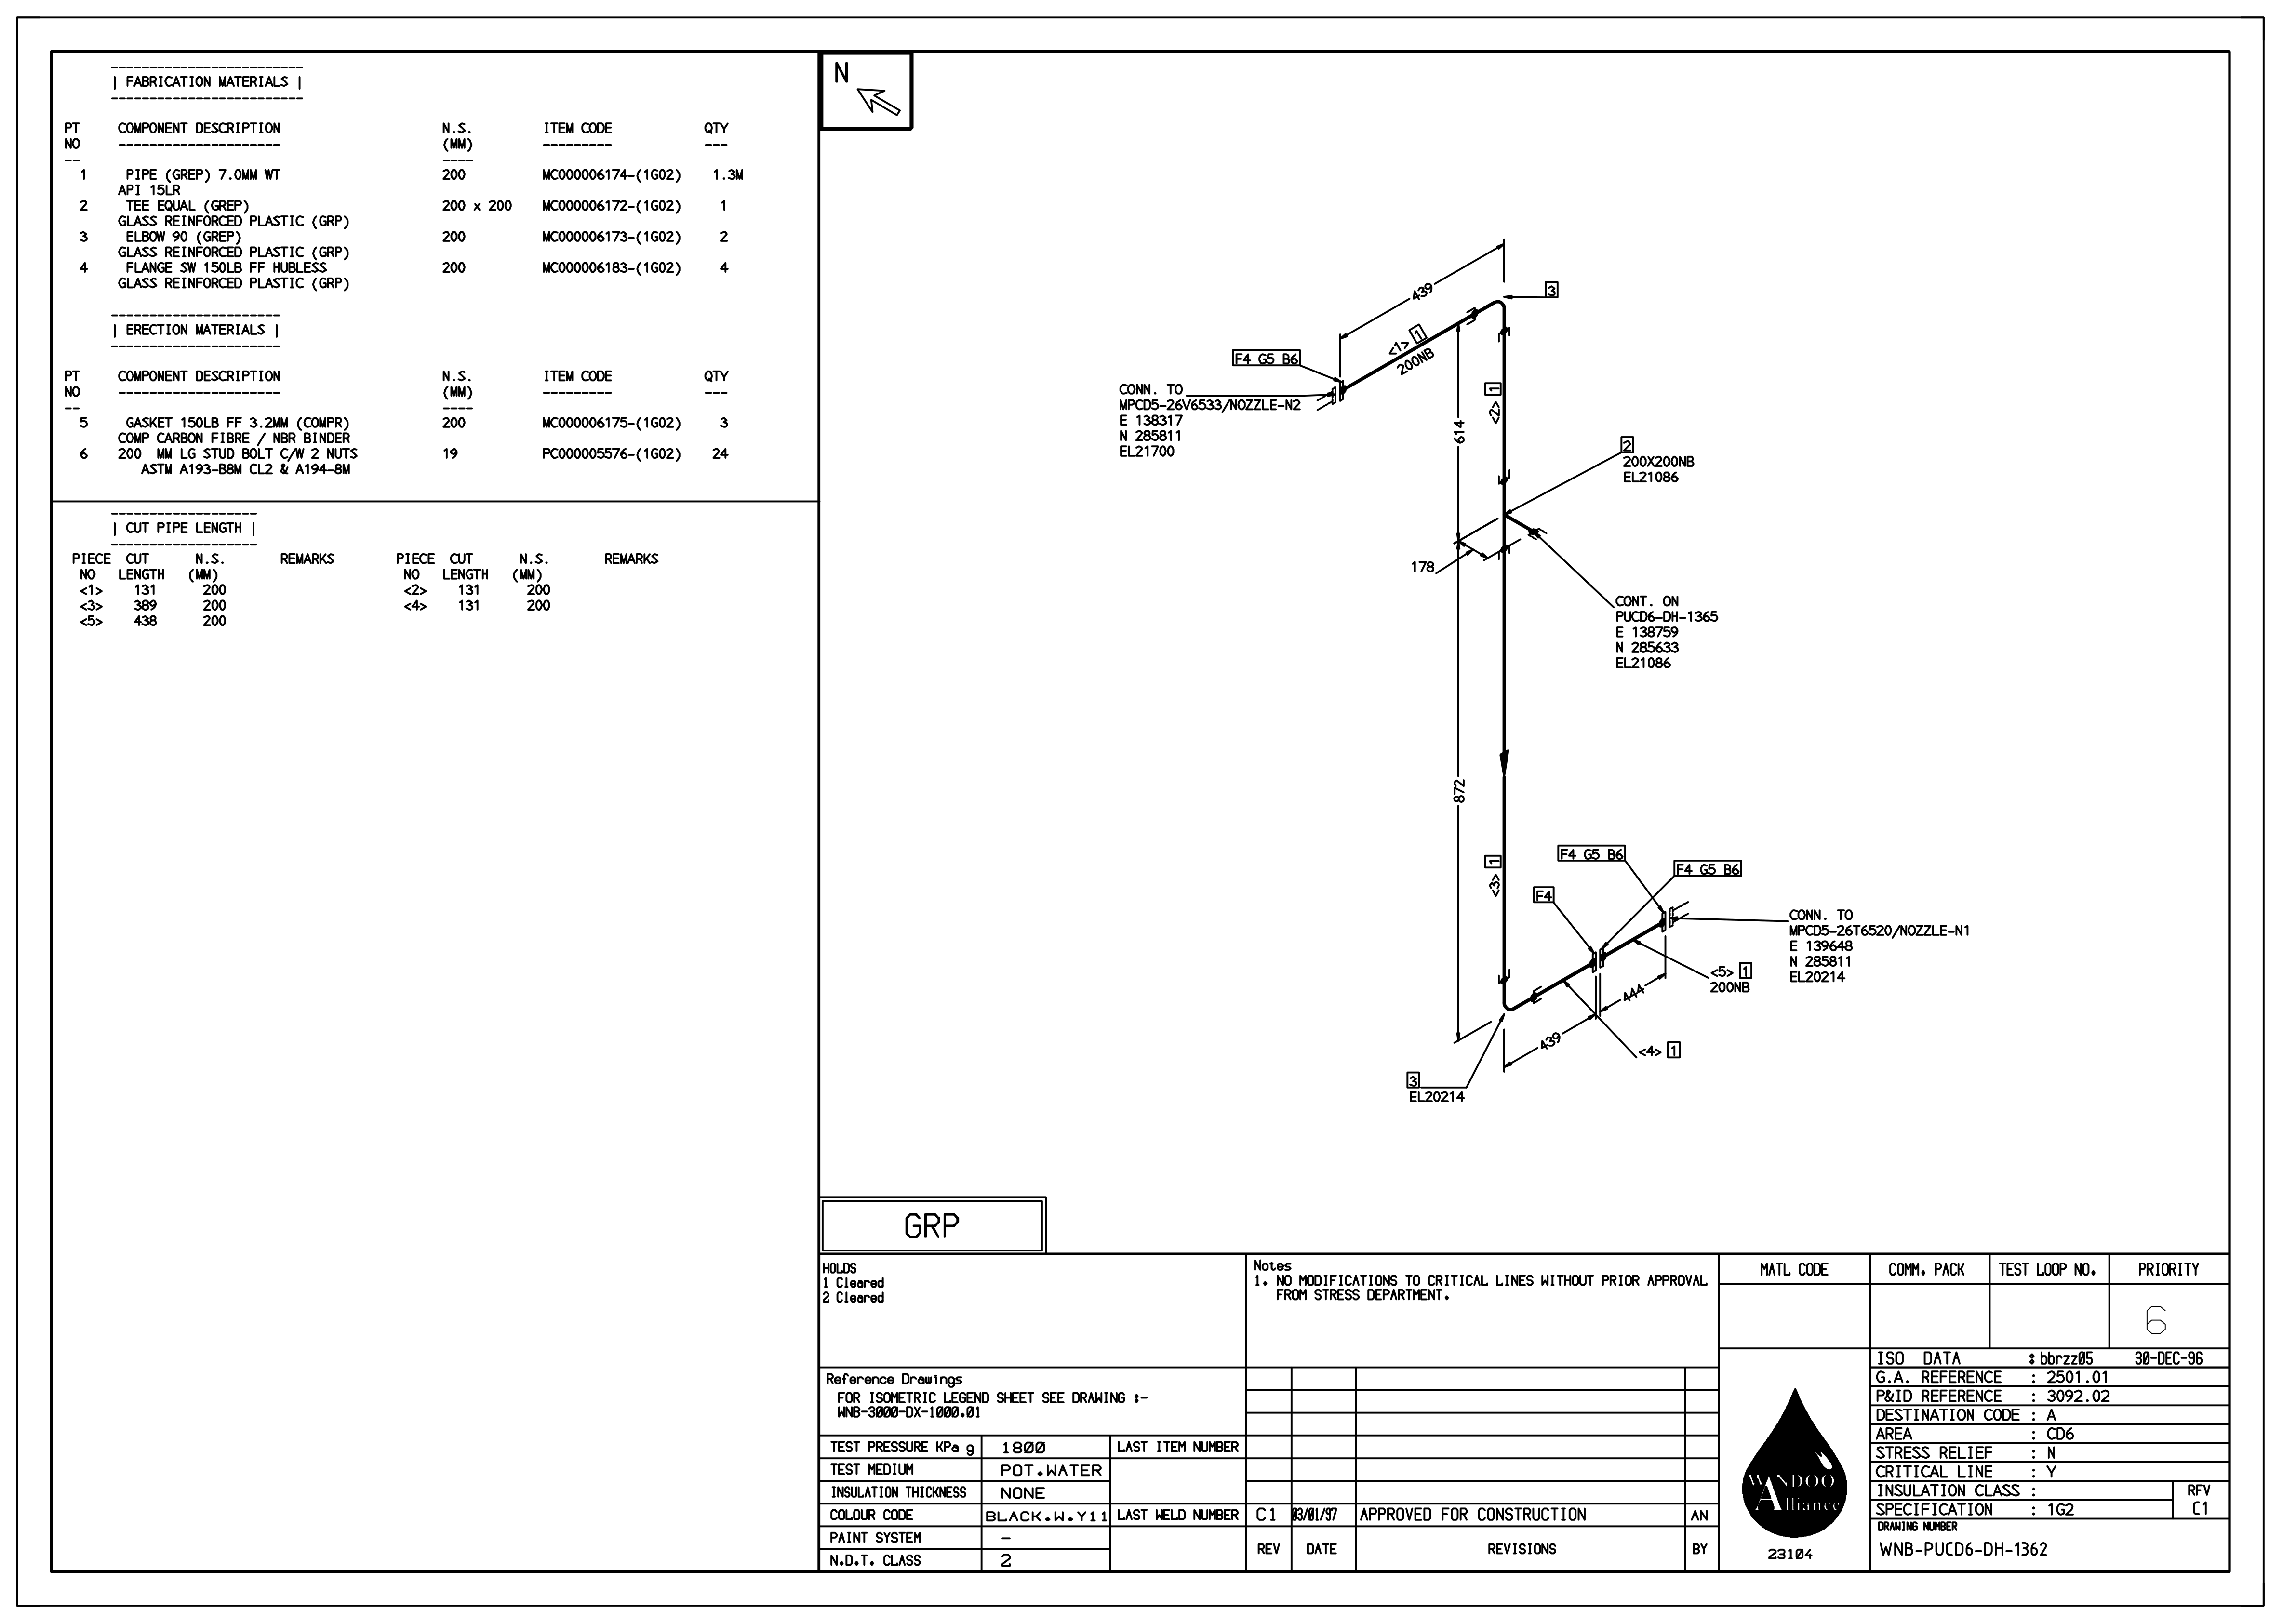 | FABRICATION MATERIALS |
PT COMPONENT DESCRIPTION N.S. ITEM CODE QTY
NO (MM)
1 PIPE (GREP) 7.0MM WT 200 MC000006174-(1G02) 1.3M
API 15LR
2 TEE EQUAL (GREP) 200 x 200 MC000006172-(1G02) 1
GLASS REINFORCED PLASTIC (GRP)
3 ELBOW 90 (GREP) 200 MC000006173-(1G02) 2
GLASS REINFORCED PLASTIC (GRP)
4 FLANGE SW 150LB FF HUBLESS 200 MC000006183-(1G02) 4
GLASS REINFORCED PLASTIC (GRP)
| ERECTION MATERIALS |
PT COMPONENT DESCRIPTION N.S. ITEM CODE QTY
NO (MM)
5 GASKET 150LB FF 3.2MM (COMPR) 200 MC000006175-(1G02) 3
COMP CARBON FIBRE / NBR BINDER
6 200 MM LG STUD BOLT C/W 2 NUTS 19 PC000005576-(1G02) 24
ASTM A193-B8M CL2 & A194-8M
| CUT PIPE LENGTH |
PIECE CUT N.S. REMARKS PIECE CUT N.S. REMARKS
NO LENGTH (MM) NO LENGTH (MM)
<1> 131 200 <2> 131 200
<3> 389 200 <4> 131 200
<5> 438 200
N
439
3
<1> 1
200NB
F4 G5 B6
CONN. TO
MPCD5-26V6533/NOZZLE-N2
E 138317
N 285811
EL21700
<2> 1
614
2
200X200NB
EL21086
178
CONT. ON
PUCD6-DH-1365
E 138759
N 285633
EL21086
872
<3> 1
F4 G5 B6
F4 G5 B6
F4
CONN. TO
MPCD5-26T6520/NOZZLE-N1
E 139648
N 285811
EL20214
<5> 1
200NB
444
439
<4> 1
3
EL20214
GRP
HOLDS
1 Cleared
2 Cleared
Notes
1. NO MODIFICATIONS TO CRITICAL LINES WITHOUT PRIOR APPROVAL
FROM STRESS DEPARTMENT.
Reference Drawings
FOR ISOMETRIC LEGEND SHEET SEE DRAWING :-
WNB-3000-DX-1000.01
TEST PRESSURE KPa g 1800 LAST ITEM NUMBER
TEST MEDIUM POT.WATER
INSULATION THICKNESS NONE
COLOUR CODE BLACK.W.Y11 LAST WELD NUMBER
PAINT SYSTEM -
N.D.T. CLASS 2
C1 03/01/97 APPROVED FOR CONSTRUCTION AN
REV DATE REVISIONS BY
MATL CODE COMM. PACK TEST LOOP NO. PRIORITY
6
WANDOO
Alliance
23104
ISO DATA : bbrzz05 30-DEC-96
G.A. REFERENCE : 2501.01
P&ID REFERENCE : 3092.02
DESTINATION CODE : A
AREA : CD6
STRESS RELIEF : N
CRITICAL LINE : Y
INSULATION CLASS :
SPECIFICATION : 1G2
RFV
C1
DRAWING NUMBER
WNB-PUCD6-DH-1362